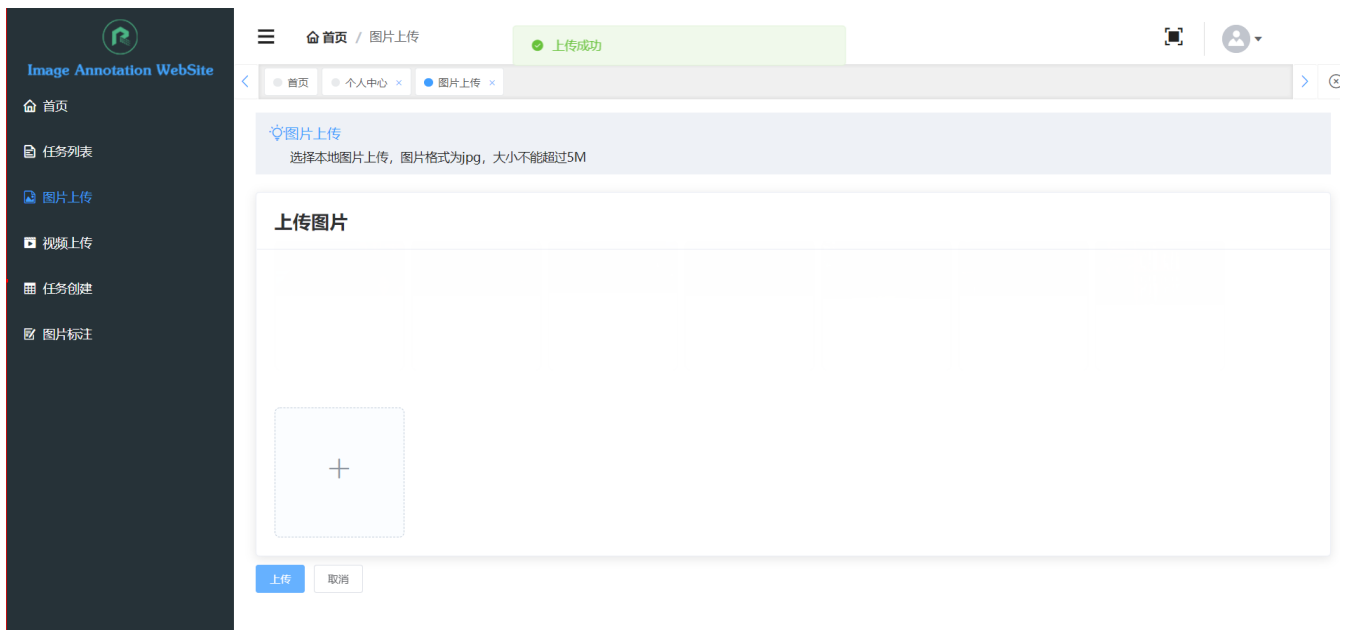 Image Annotation WebSite
首页
任务列表
图片上传
视频上传
任务创建
图片标注
首页 / 图片上传
上传成功
首页 个人中心 × 图片上传 ×
图片上传
选择本地图片上传，图片格式为jpg，大小不能超过5M
上传图片
上传 取消